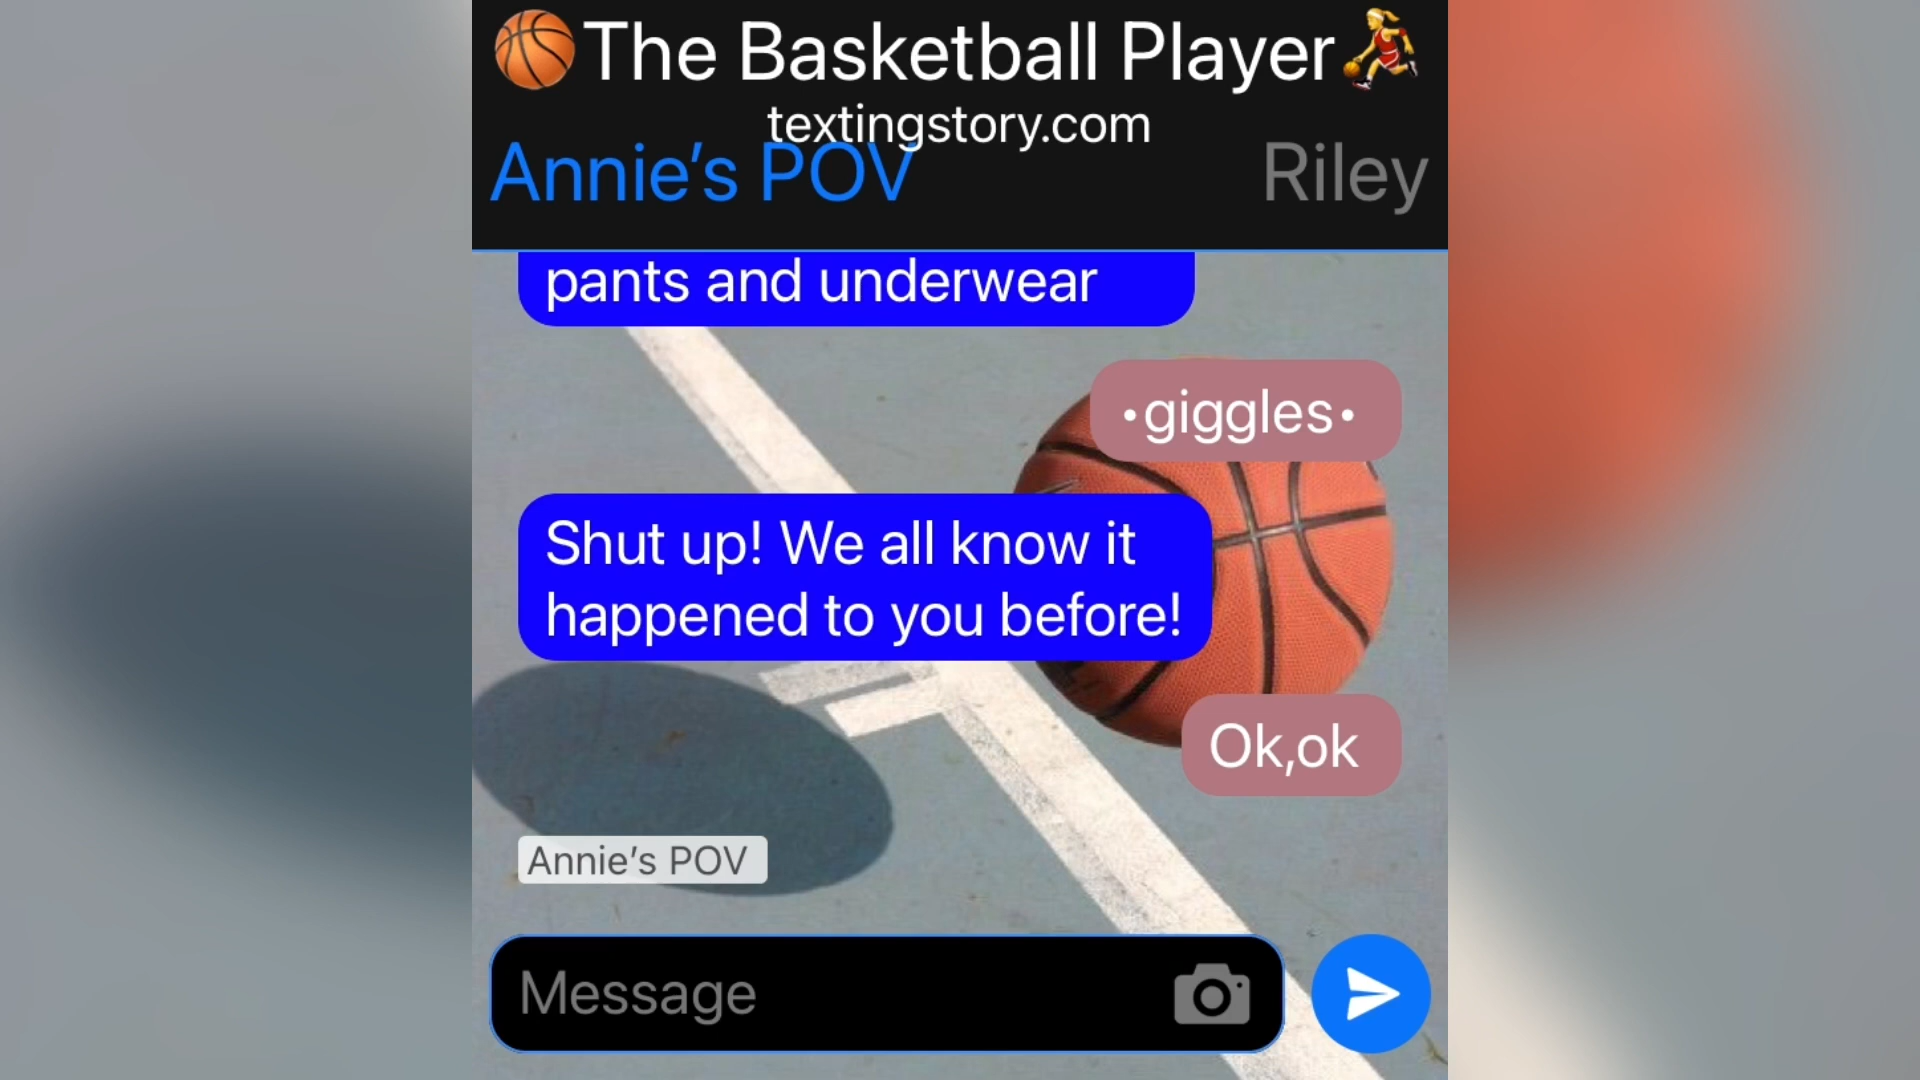 The Basketball Player
textingstory.com
Annie’s POV
Riley
pants and underwear
•giggles•
Shut up! We all know it
happened to you before!
Ok,ok
Annie’s POV
Message